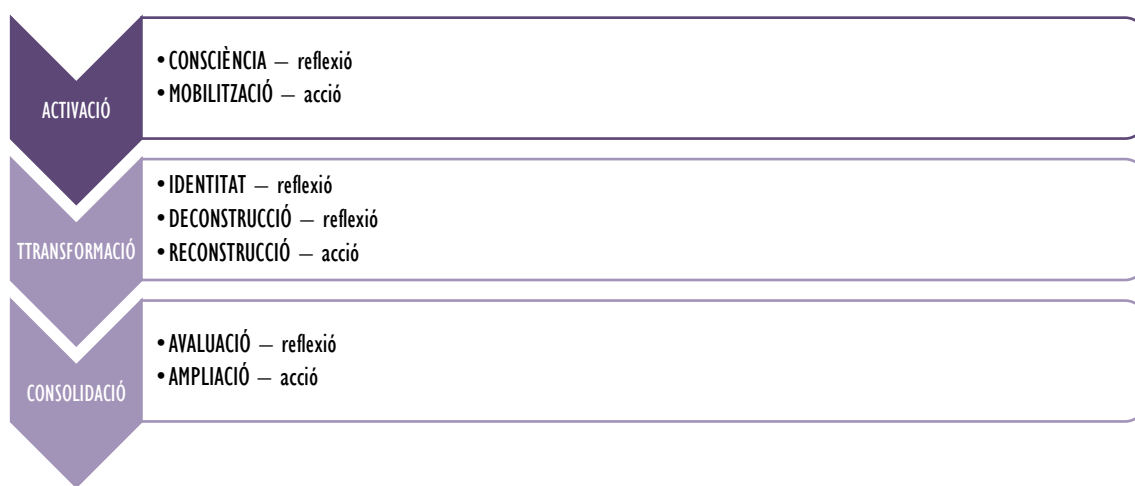 ACTIVACIÓ
• CONSCIÈNCIA – reflexió
• MOBILITZACIÓ – acció
TTRANSFORMACIÓ
• IDENTITAT – reflexió
• DECONSTRUCCIÓ – reflexió
• RECONSTRUCCIÓ – acció
CONSOLIDACIÓ
• AVALUACIÓ – reflexió
• AMPLIACIÓ – acció